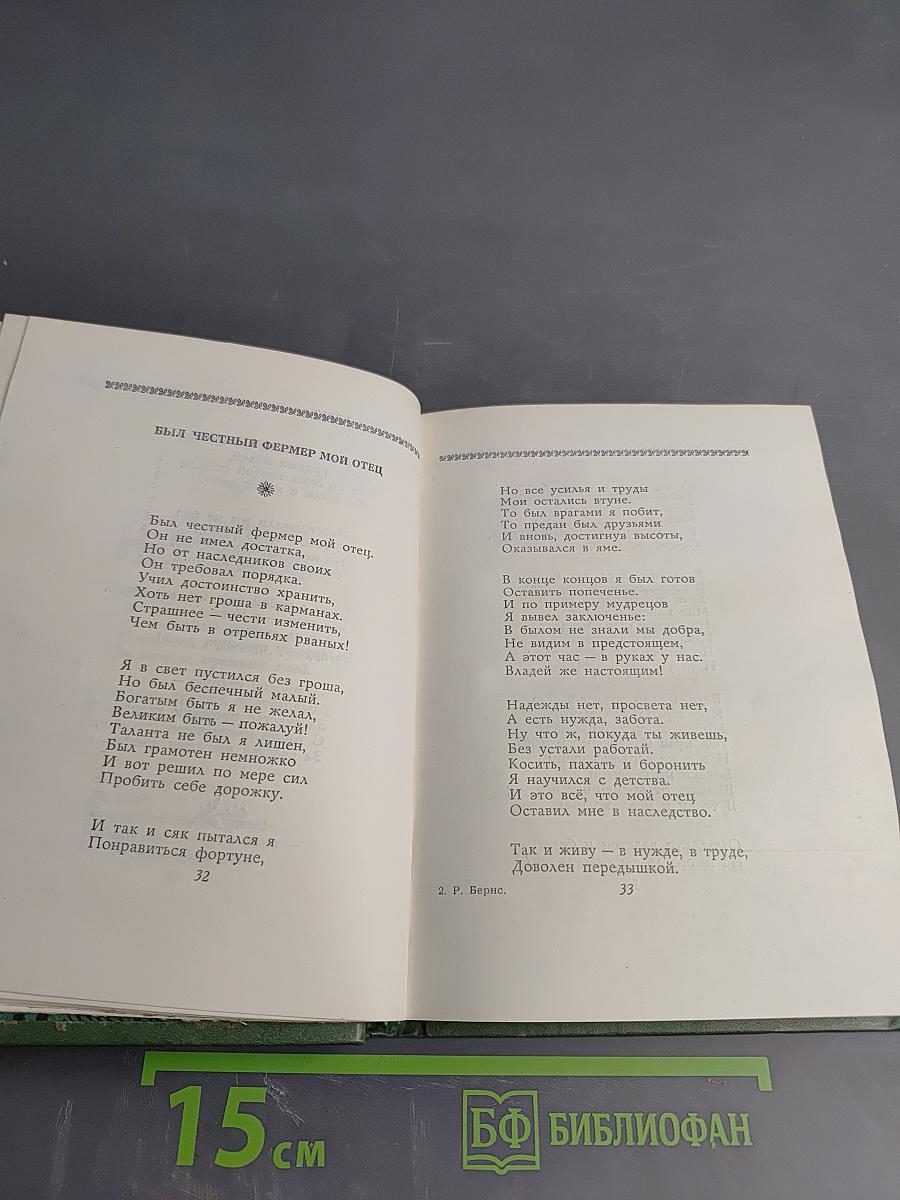 БЫЛ ЧЕСТНЫЙ ФЕРМЕР МОЙ ОТЕЦ
Был честный фермер мой отец.
Он не имел достатка,
Но от наследников своих
Он требовал порядка.
Учил достоинство хранить,
Хоть нет гроша в карманах.
Страшнее — чести изменить,
Чем быть в отрепьях рваных!
Я в свет пустился без гроша,
Но был беспечный малый.
Богатым быть я не желал,
Великим быть — пожалуй!
Таланта не был я лишен,
Был грамотен немножко
И вот решил по мере сил
Пробить себе дорожку.
И так и сяк пытался я
Понравиться фортуне,
32
Но все усилья и труды
Мои остались втуне.
То был врагами я побит,
То предан был друзьями
И вновь, достигнув высоты,
Оказывался в яме.
В конце концов я был готов
Оставить попеченье.
И по примеру мудрецов
Я вывел заключенье:
В былом не знали мы добра,
Не видим в предстоящем,
А этот час — в руках у нас.
Владей же настоящим!
Надежды нет, просвета нет,
А есть нужда, забота.
Ну что ж, покуда ты живешь,
Без устали работай.
Косить, пахать и боронить
Я научился с детства.
И это всё, что мой отец
Оставил мне в наследство.
Так и живу — в нужде, в труде,
Доволен передышкой.
2. Р. Бернс.
33
15 см
БФ БИБЛИОФАН